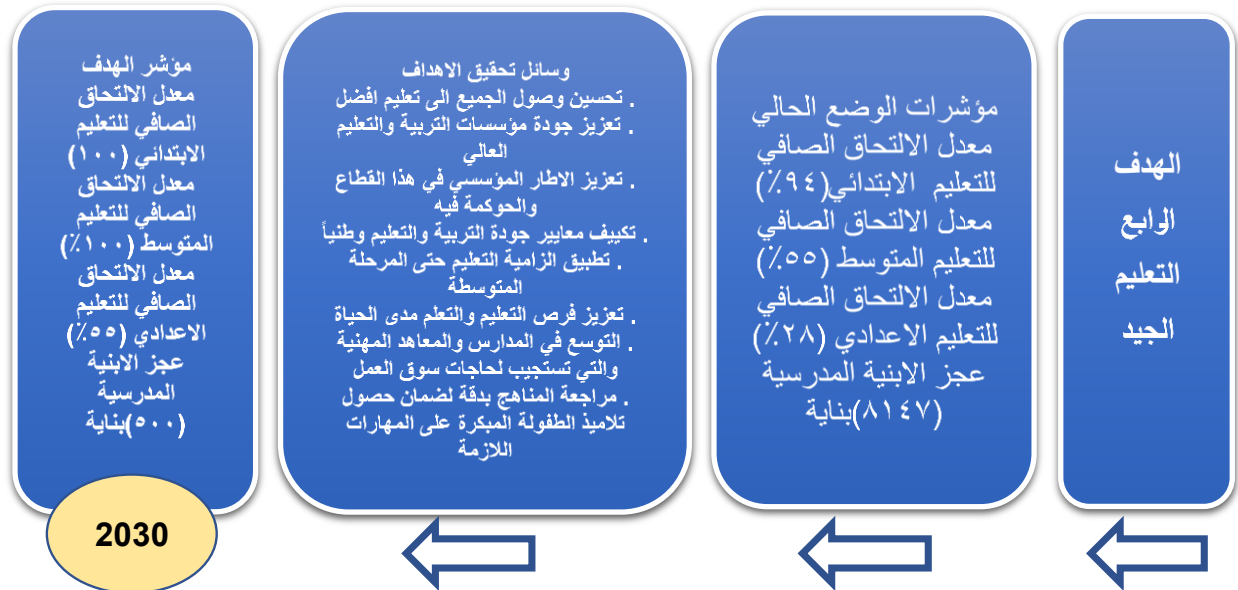 الهدف
الرابع
التعليم
الجيد
مؤشرات الوضع الحالي
معدل الالتحاق الصافي
للتعليم الابتدائي(٩٤٪)
معدل الالتحاق الصافي
للتعليم المتوسط (٥٥٪)
معدل الالتحاق الصافي
للتعليم الاعدادي (٢٨٪)
عجز الابنية المدرسية
(٨١٤٧)بناية
وسائل تحقيق الاهداف
. تحسين وصول الجميع الى تعليم افضل
. تعزيز جودة مؤسسات التربية والتعليم
العالي
. تعزيز الاطار المؤسسي في هذا القطاع
والحوكمة فيه
. تكييف معايير جودة التربية والتعليم وطنياً
. تطبيق الزامية التعليم حتى المرحلة
المتوسطة
. تعزيز فرص التعليم والتعلم مدى الحياة
. التوسع في المدارس والمعاهد المهنية
والتي تستجيب لحاجات سوق العمل
. مراجعة المناهج بدقة لضمان حصول
تلاميذ الطفولة المبكرة على المهارات
اللازمة
مؤشر الهدف
معدل الالتحاق
الصافي للتعليم
الابتدائي (١٠٠)
معدل الالتحاق
الصافي للتعليم
المتوسط (١٠٠٪)
معدل الالتحاق
الصافي للتعليم
الاعدادي (٥٥٪)
عجز الابنية
المدرسية
(٥٠٠)بناية
2030